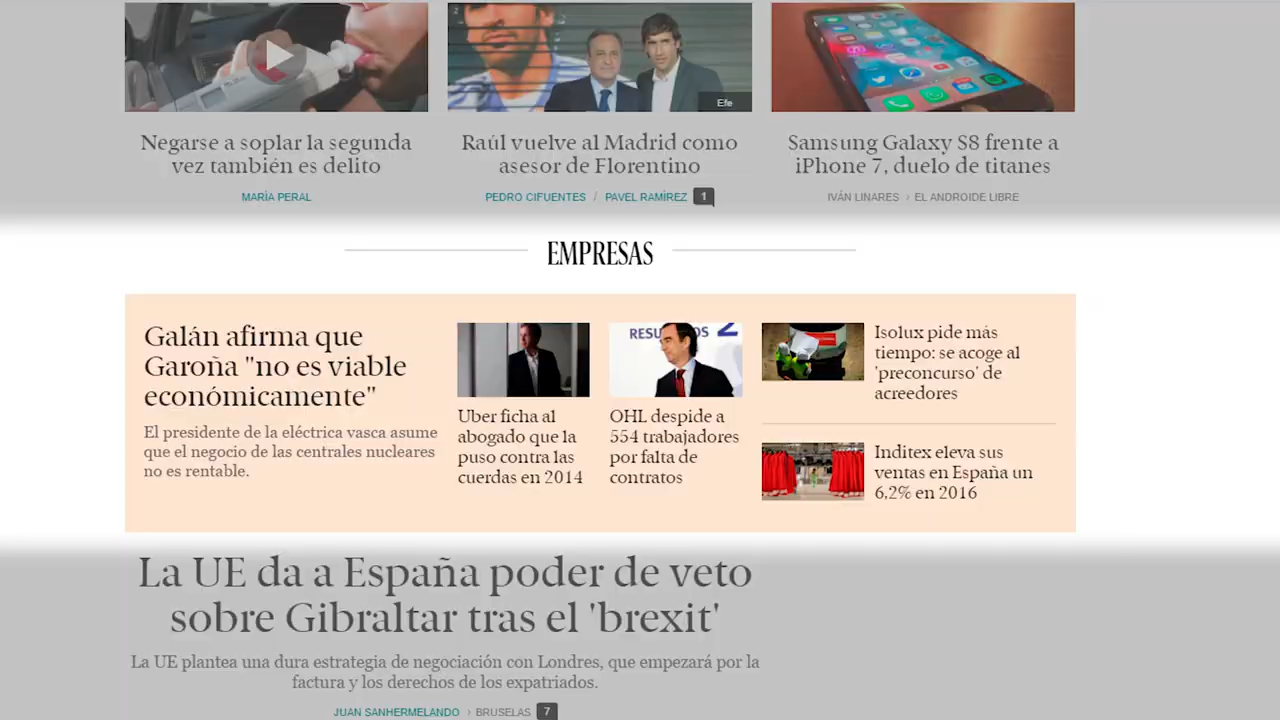 Efe
Negarse a soplar la segunda
vez también es delito
MARÍA PERAL
Raúl vuelve al Madrid como
asesor de Florentino
PEDRO CIFUENTES / PAVEL RAMÍREZ 1
Samsung Galaxy S8 frente a
iPhone 7, duelo de titanes
IVÁN LINARES › EL ANDROIDE LIBRE
EMPRESAS
Galán afirma que
Garoña "no es viable
económicamente"
El presidente de la eléctrica vasca asume
que el negocio de las centrales nucleares
no es rentable.
Uber ficha al
abogado que la
puso contra las
cuerdas en 2014
OHL despide a
554 trabajadores
por falta de
contratos
Isolux pide más
tiempo: se acoge al
'preconcurso' de
acreedores
Inditex eleva sus
ventas en España un
6,2% en 2016
La UE da a España poder de veto
sobre Gibraltar tras el 'brexit'
La UE plantea una dura estrategia de negociación con Londres, que empezará por la
factura y los derechos de los expatriados.
JUAN SANHERMELANDO › BRUSELAS 7